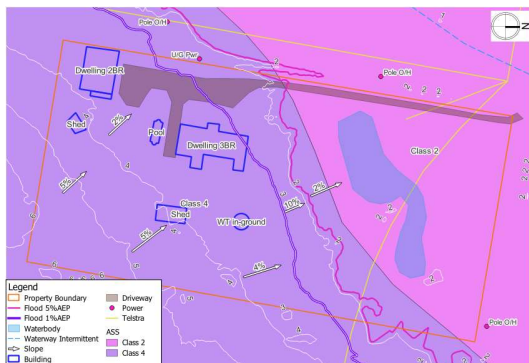 Pole O/H
N
U/G Pwr
Pole O/H
Dwelling 2BR
2%
Shed
Pool
Dwelling 3BR
Class 2
5%
Class 4
Shed
WT in-ground
10%
2%
5%
4%
Pole O/H
Legend
Property Boundary
Flood 5%AEP
Flood 1%AEP
Waterbody
Waterway Intermittent
Slope
Building
Driveway
Power
Telstra
ASS
Class 2
Class 4